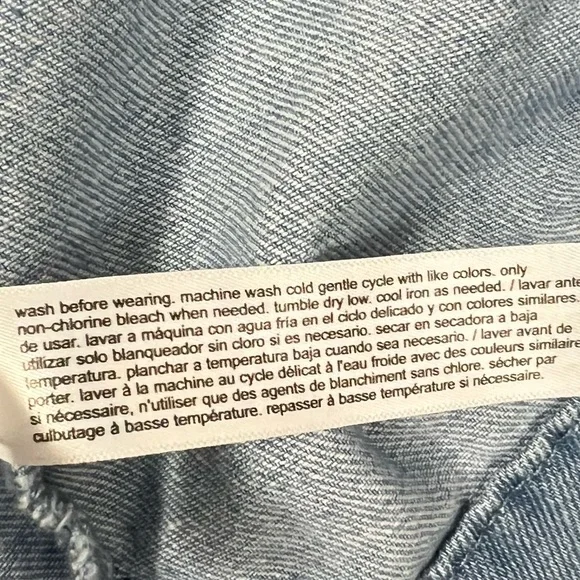 wash before wearing. machine wash cold gentle cycle with like colors. only
non-chlorine bleach when needed. tumble dry low. cool iron as needed. / lavar antes
de usar. lavar a máquina con agua fría en el ciclo delicado y con colores similares.
utilizar solo blanqueador sin cloro si es necesario. secar en secadora a baja
temperatura. planchar a temperatura baja cuando sea necesario. / laver avant de
porter. laver à la machine au cycle délicat à l'eau froide avec des couleurs similaires
si nécessaire, n'utiliser que des agents de blanchiment sans chlore. sécher par
culbutage à basse température. repasser à basse température si nécessaire.